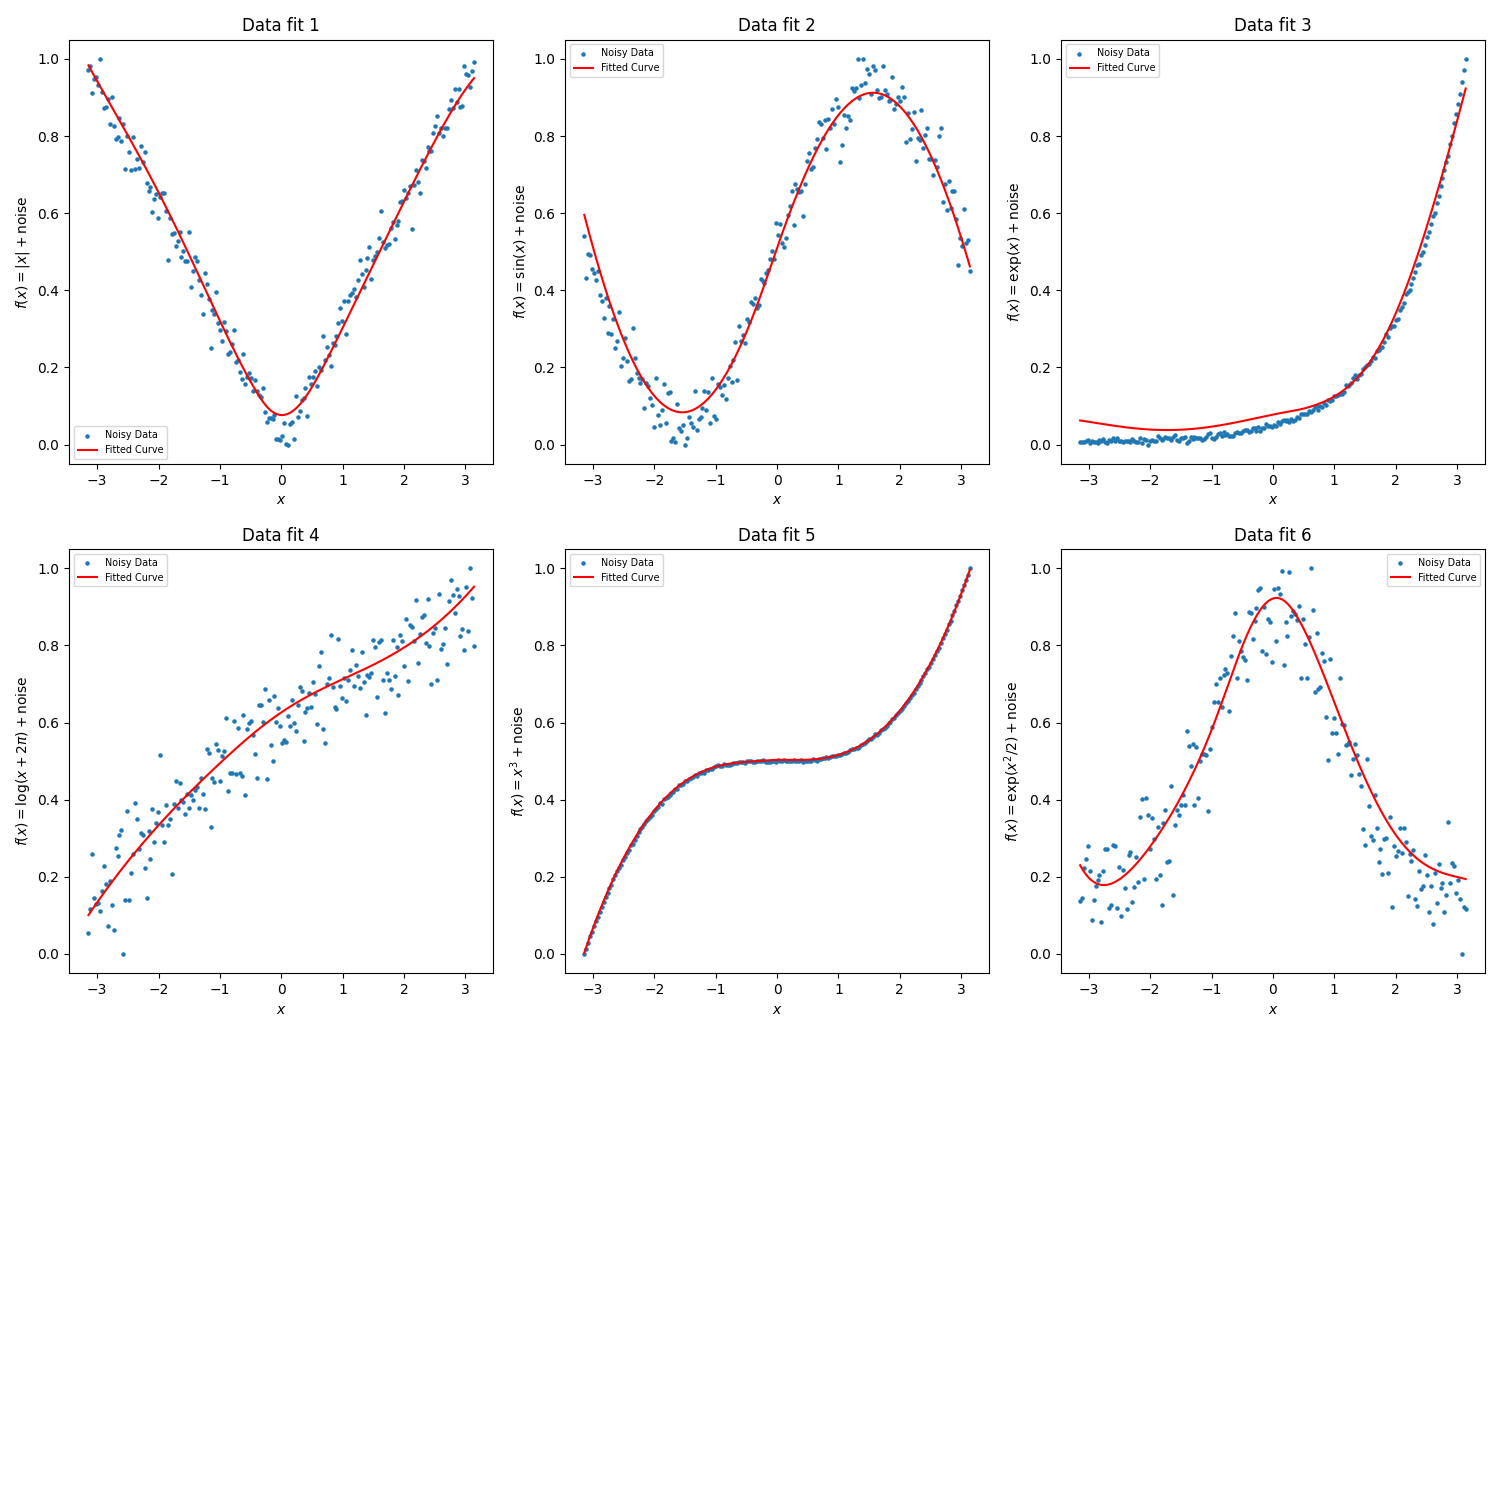 Data fit 1
Data fit 2
Data fit 3
f(x) = |x| + noise
1.0
0.8
0.6
0.4
0.2
0.0
Noisy Data
Fitted Curve
−3 −2 −1 0 1 2 3
x
f(x) = sin(x) + noise
1.0
0.8
0.6
0.4
0.2
0.0
Noisy Data
Fitted Curve
−3 −2 −1 0 1 2 3
x
f(x) = exp(x) + noise
1.0
0.8
0.6
0.4
0.2
0.0
Noisy Data
Fitted Curve
−3 −2 −1 0 1 2 3
x
Data fit 4
Data fit 5
Data fit 6
f(x) = log(x + 2π) + noise
1.0
0.8
0.6
0.4
0.2
0.0
Noisy Data
Fitted Curve
−3 −2 −1 0 1 2 3
x
f(x) = x³ + noise
1.0
0.8
0.6
0.4
0.2
0.0
Noisy Data
Fitted Curve
−3 −2 −1 0 1 2 3
x
f(x) = exp(x²/2) + noise
1.0
0.8
0.6
0.4
0.2
0.0
Noisy Data
Fitted Curve
−3 −2 −1 0 1 2 3
x